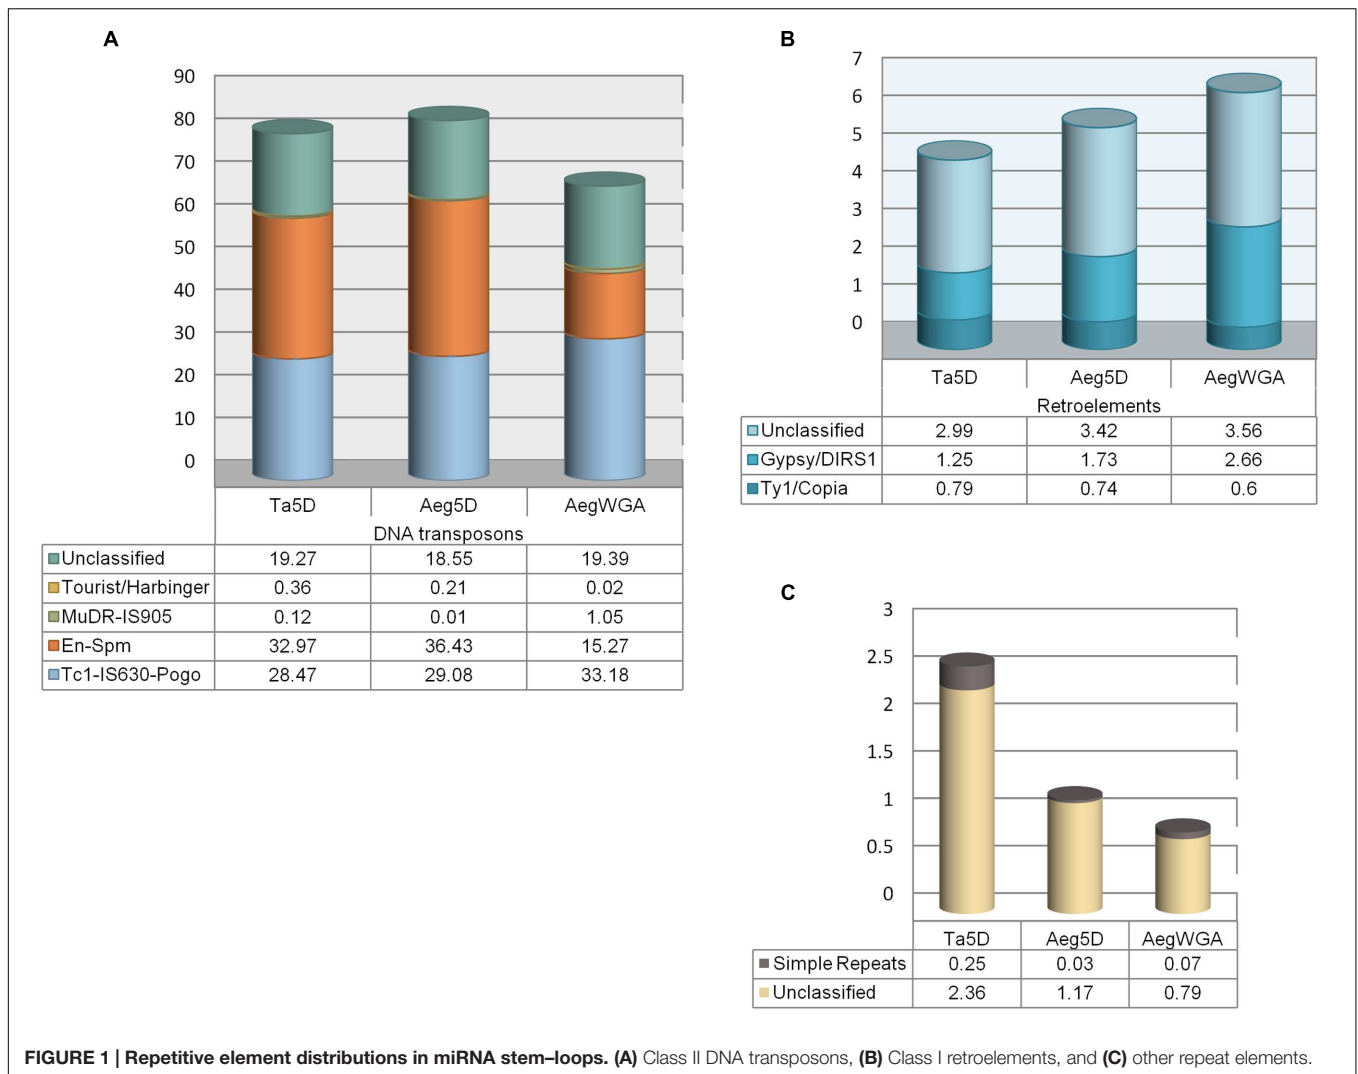 A
90
80
70
60
50
40
30
20
10
0
Ta5D Aeg5D AegWGA
DNA transposons
Unclassified 19.27 18.55 19.39
Tourist/Harbinger 0.36 0.21 0.02
MuDR-IS905 0.12 0.01 1.05
En-Spm 32.97 36.43 15.27
Tc1-IS630-Pogo 28.47 29.08 33.18
B
7
6
5
4
3
2
1
0
Ta5D Aeg5D AegWGA
Retroelements
Unclassified 2.99 3.42 3.56
Gypsy/DIRS1 1.25 1.73 2.66
Ty1/Copia 0.79 0.74 0.6
C
3
2.5
2
1.5
1
0.5
0
Ta5D Aeg5D AegWGA
Simple Repeats 0.25 0.03 0.07
Unclassified 2.36 1.17 0.79
FIGURE 1 | Repetitive element distributions in miRNA stem–loops. (A) Class II DNA transposons, (B) Class I retroelements, and (C) other repeat elements.